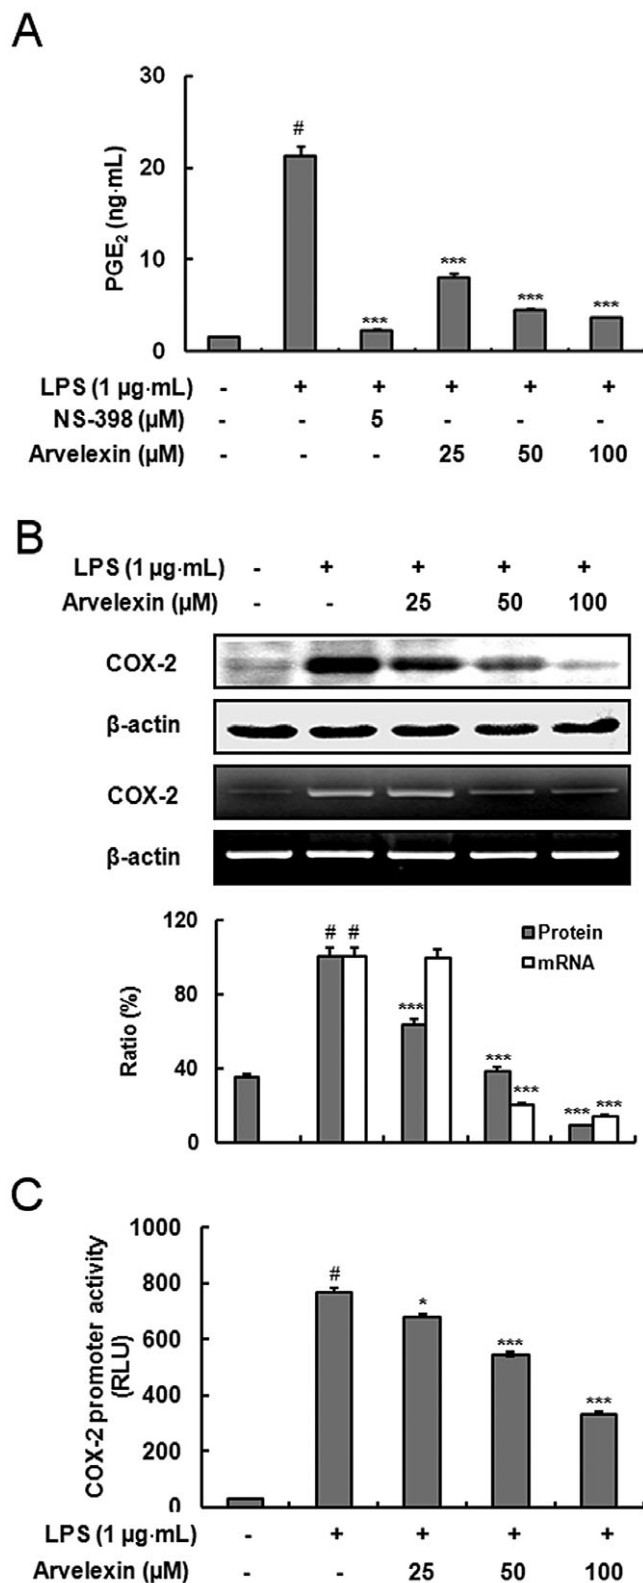 A
30
#
20
PGE₂ (ng·mL)
***
10
***
***
***
0
LPS (1 µg·mL) - + + + + +
NS-398 (µM) - - 5 - - -
Arvelexin (µM) - - - 25 50 100
B
LPS (1 µg·mL) - + + + +
Arvelexin (µM) - - 25 50 100
COX-2
β-actin
COX-2
β-actin
120
# #
Protein
mRNA
80
Ratio (%)
***
40
***
***
*** ***
0
C
1000
800
#
*
600
COX-2 promoter activity
(RLU)
***
400
***
200
0
LPS (1 µg·mL) - + + + +
Arvelexin (µM) - - 25 50 100